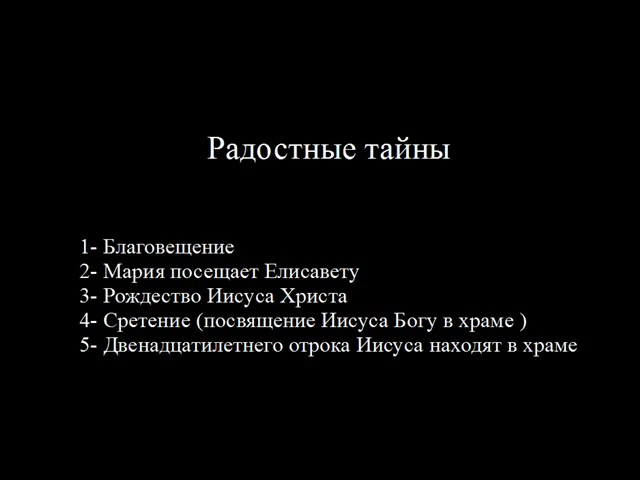 Радостные тайны
1- Благовещение
2- Мария посещает Елисавету
3- Рождество Иисуса Христа
4- Сретение (посвящение Иисуса Богу в храме )
5- Двенадцатилетнего отрока Иисуса находят в храме